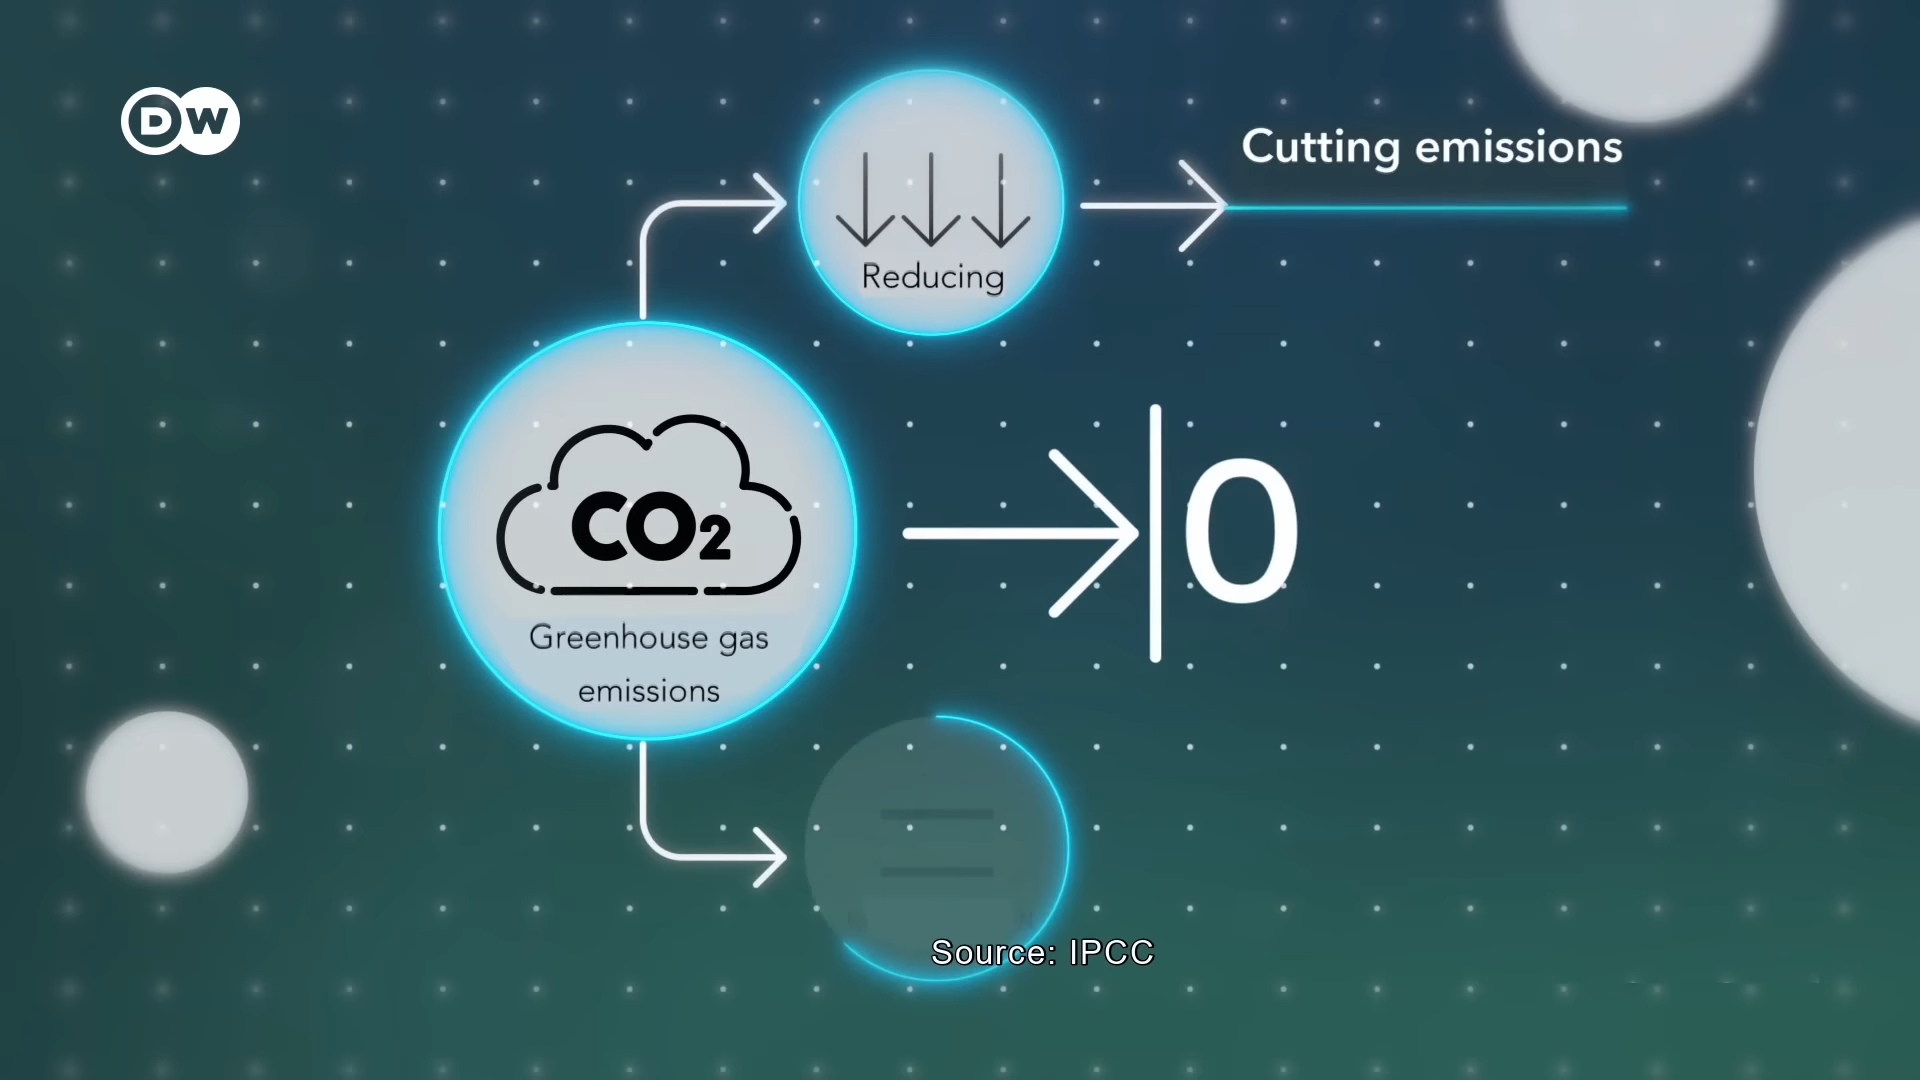 DW
Cutting emissions
Reducing
CO₂
0
Greenhouse gas
emissions
Source: IPCC